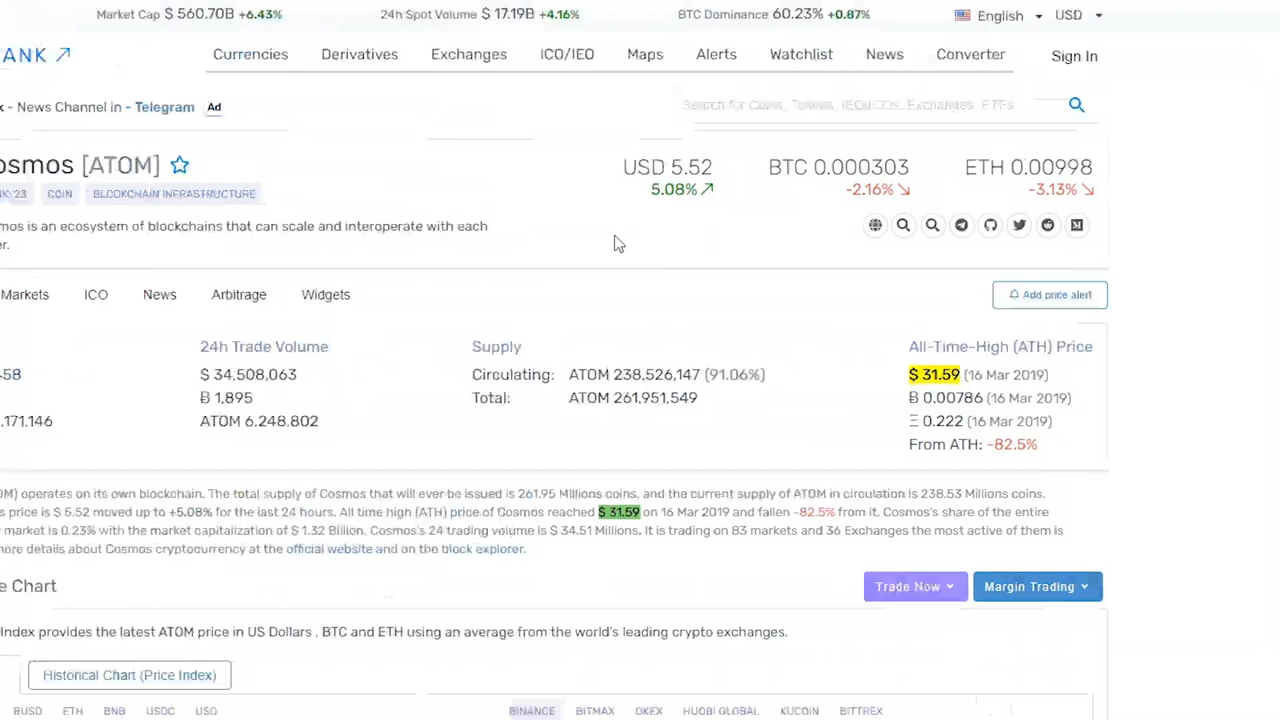 Market Cap $ 560.70B +6.43% 24h Spot Volume $ 17.19B +4.16% BTC Dominance 60.23% +0.87% English USD
ANK Currencies Derivatives Exchanges ICO/IEO Maps Alerts Watchlist News Converter Sign In
- News Channel in - Telegram Ad
osmos [ATOM] USD 5.52 BTC 0.000303 ETH 0.00998
5.08% -2.16% -3.13%
23 COIN BLOCKCHAIN INFRASTRUCTURE
mos is an ecosystem of blockchains that can scale and interoperate with each
er.
Markets ICO News Arbitrage Widgets Add price alert
24h Trade Volume Supply All-Time-High (ATH) Price
458 $ 34,508,063 Circulating: ATOM 238,526,147 (91.06%) $ 31.59 (16 Mar 2019)
Ƀ 1,895 Total: ATOM 261,951,549 Ƀ 0.00786 (16 Mar 2019)
,171,146 ATOM 6,248,802 Ξ 0.222 (16 Mar 2019)
From ATH: -82.5%
OM) operates on its own blockchain. The total supply of Cosmos that will ever be issued is 261.95 Millions coins, and the current supply of ATOM in circulation is 238.53 Millions coins.
s price is $ 5.52 moved up to +5.08% for the last 24 hours. All time high (ATH) price of Cosmos reached $ 31.59 on 16 Mar 2019 and fallen -82.5% from it. Cosmos's share of the entire
market is 0.23% with the market capitalization of $ 1.32 Billion. Cosmos's 24 trading volume is $ 34.51 Millions. It is trading on 83 markets and 36 Exchanges the most active of them is
ore details about Cosmos cryptocurrency at the official website and on the block explorer.
e Chart Trade Now Margin Trading
Index provides the latest ATOM price in US Dollars , BTC and ETH using an average from the world's leading crypto exchanges.
Historical Chart (Price Index)
BUSD ETH BNB USDC USD BINANCE BITMAX OKEX HUOBI GLOBAL KUCOIN BITTREX